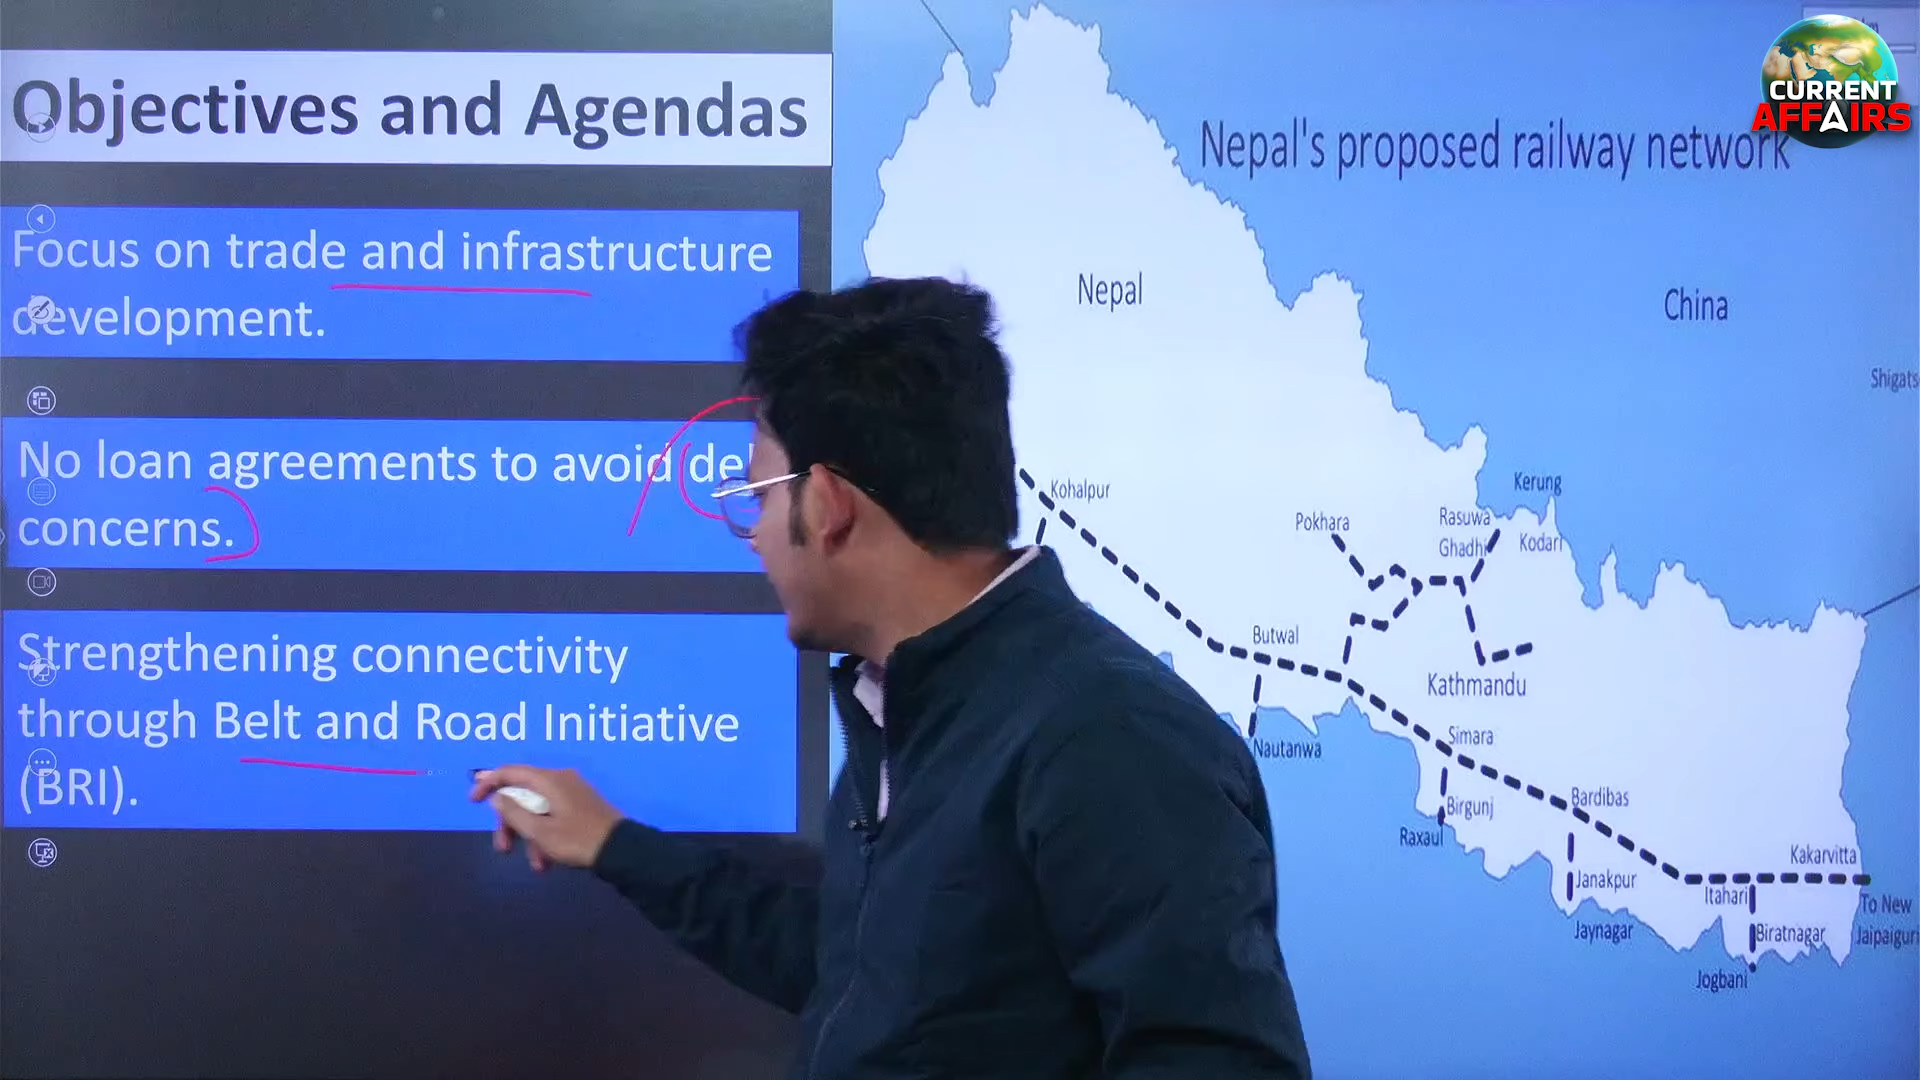 Objectives and Agendas
Focus on trade and infrastructure
development.
No loan agreements to avoid
concerns.
Strengthening connectivity
through Belt and Road Initiative
(BRI).
CURRENT
AFFAIRS
Nepal's proposed railway network
Nepal
China
Kohalpur
Pokhara
Kerung
Rasuwa
Ghadhi
Kodari
Butwal
Kathmandu
Nautanwa
Simara
Birgunj
Raxaul
Bardibas
Janakpur
Jaynagar
Kakarvitta
Itahari
To New
Jaipaiguri
Biratnagar
Jogbani